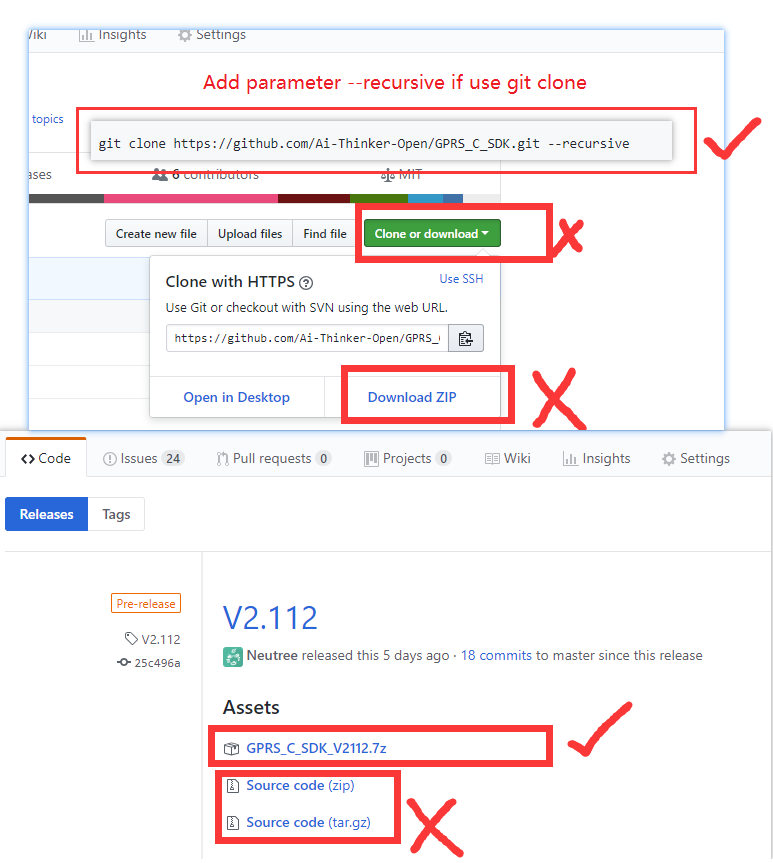 Wiki Insights Settings
Add parameter --recursive if use git clone
topics
git clone https://github.com/Ai-Thinker-Open/GPRS_C_SDK.git --recursive
6 contributors MIT
Create new file Upload files Find file Clone or download
Clone with HTTPS Use SSH
Use Git or checkout with SVN using the web URL.
https://github.com/Ai-Thinker-Open/GPRS_
Open in Desktop Download ZIP
Code Issues 24 Pull requests 0 Projects 0 Wiki Insights Settings
Releases Tags
Pre-release
V2.112
V2.112
25c496a
Neutree released this 5 days ago · 18 commits to master since this release
Assets
GPRS_C_SDK_V2112.7z
Source code (zip)
Source code (tar.gz)